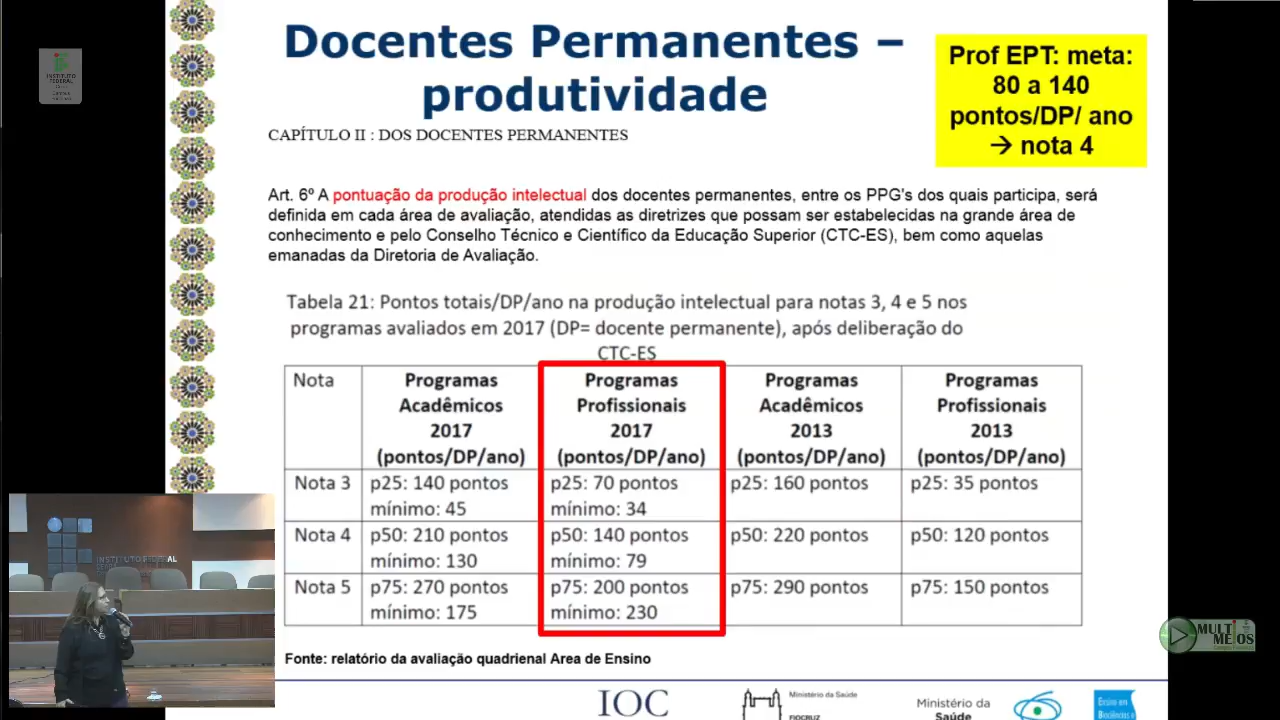 Docentes Permanentes –
produtividade
Prof EPT: meta:
80 a 140
pontos/DP/ ano
→ nota 4
CAPÍTULO II : DOS DOCENTES PERMANENTES
Art. 6º A pontuação da produção intelectual dos docentes permanentes, entre os PPG's dos quais participa, será
definida em cada área de avaliação, atendidas as diretrizes que possam ser estabelecidas na grande área de
conhecimento e pelo Conselho Técnico e Científico da Educação Superior (CTC-ES), bem como aquelas
emanadas da Diretoria de Avaliação.
Tabela 21: Pontos totais/DP/ano na produção intelectual para notas 3, 4 e 5 nos
programas avaliados em 2017 (DP= docente permanente), após deliberação do
CTC-ES
Nota
Programas
Acadêmicos
2017
(pontos/DP/ano)
Programas
Profissionais
2017
(pontos/DP/ano)
Programas
Acadêmicos
2013
(pontos/DP/ano)
Programas
Profissionais
2013
(pontos/DP/ano)
Nota 3
p25: 140 pontos
mínimo: 45
p25: 70 pontos
mínimo: 34
p25: 160 pontos
p25: 35 pontos
Nota 4
p50: 210 pontos
mínimo: 130
p50: 140 pontos
mínimo: 79
p50: 220 pontos
p50: 120 pontos
Nota 5
p75: 270 pontos
mínimo: 175
p75: 200 pontos
mínimo: 230
p75: 290 pontos
p75: 150 pontos
Fonte: relatório da avaliação quadrienal Area de Ensino
IOC
Ministério da Saúde
FIOCRUZ
Ministério da
Saúde
Ensino em
Biociências e
INSTITUTO
FEDERAL
INSTITUTO FEDERAL
MULTIMEIOS